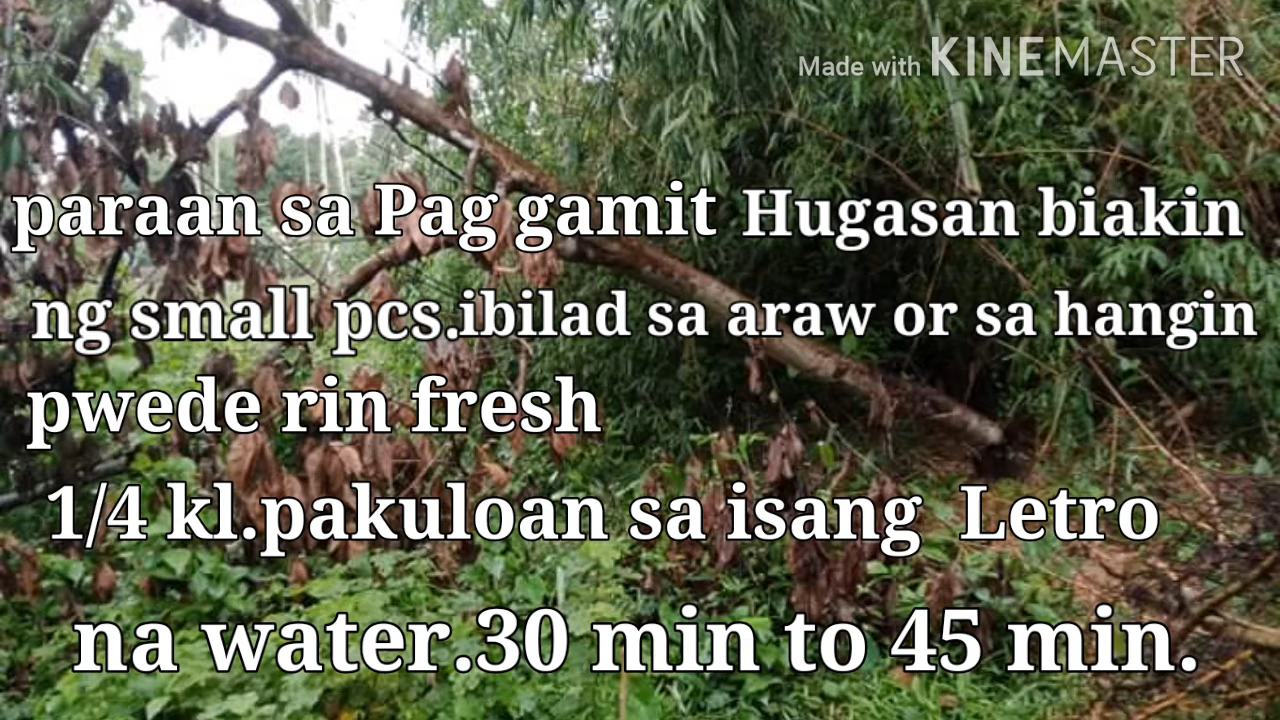 Made with KINEMASTER
paraan sa Pag gamit Hugasan biakin
ng small pcs.ibilad sa araw or sa hangin
pwede rin fresh
1/4 kl.pakuloan sa isang Letro
na water.30 min to 45 min.